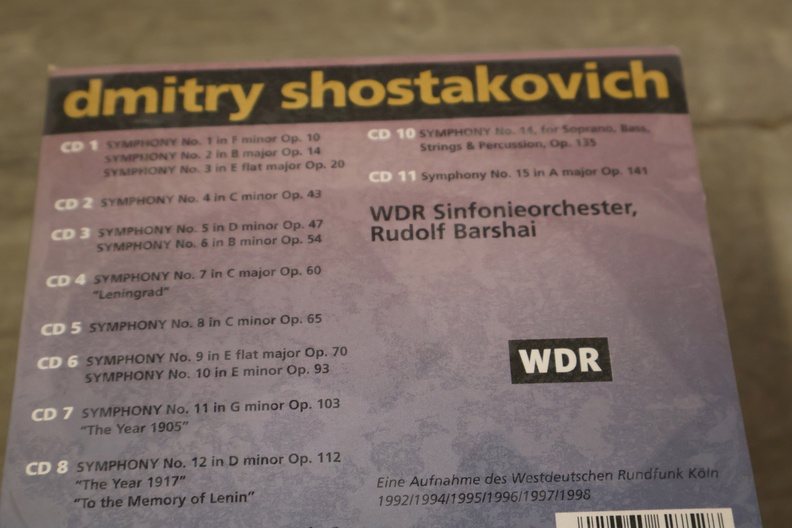 dmitry shostakovich
CD 1 SYMPHONY No. 1 in F minor Op. 10
SYMPHONY No. 2 in B major Op. 14
SYMPHONY No. 3 in E flat major Op. 20
CD 2 SYMPHONY No. 4 in C minor Op. 43
CD 3 SYMPHONY No. 5 in D minor Op. 47
SYMPHONY No. 6 in B minor Op. 54
CD 4 SYMPHONY No. 7 in C major Op. 60
"Leningrad"
CD 5 SYMPHONY No. 8 in C minor Op. 65
CD 6 SYMPHONY No. 9 in E flat major Op. 70
SYMPHONY No. 10 in E minor Op. 93
CD 7 SYMPHONY No. 11 in G minor Op. 103
"The Year 1905"
CD 8 SYMPHONY No. 12 in D minor Op. 112
"The Year 1917"
"To the Memory of Lenin"
CD 10 SYMPHONY No. 14, for Soprano, Bass,
Strings & Percussion, Op. 135
CD 11 Symphony No. 15 in A major Op. 141
WDR Sinfonieorchester,
Rudolf Barshai
WDR
Eine Aufnahme des Westdeutschen Rundfunk Köln
1992/1994/1995/1996/1997/1998